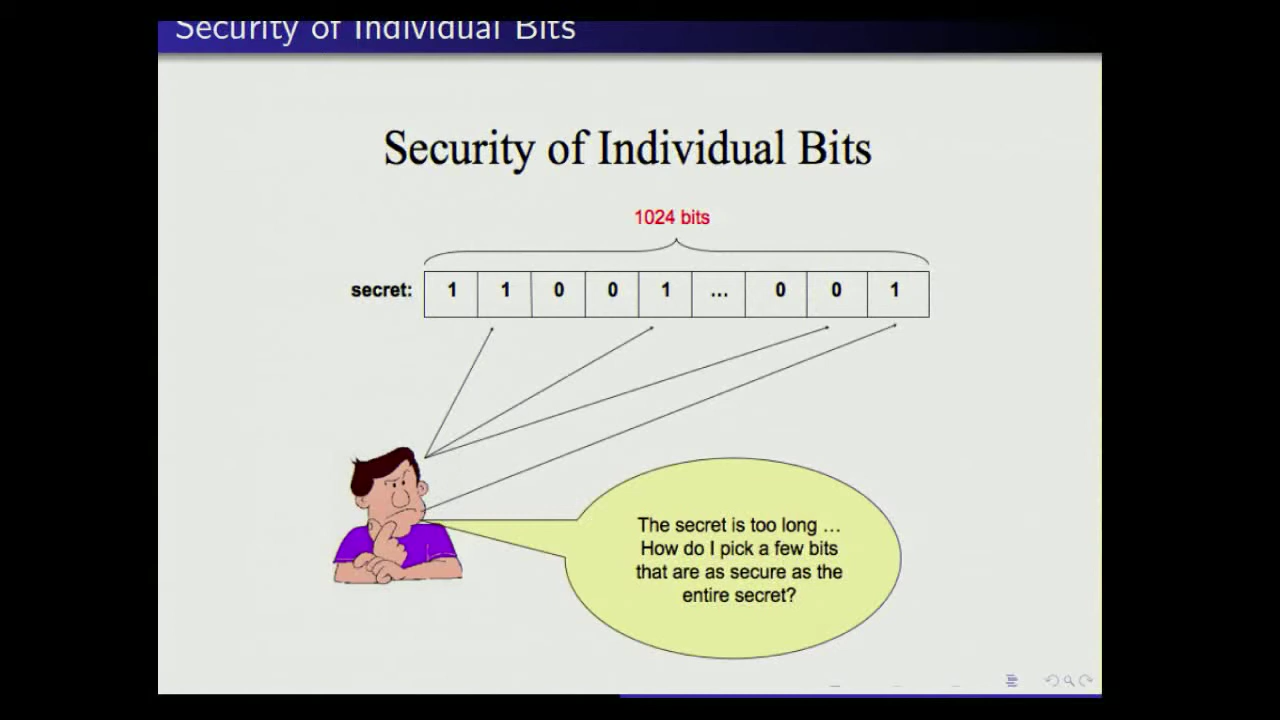 Security of Individual Bits
Security of Individual Bits
1024 bits
secret: 1 1 0 0 1 ... 0 0 1
The secret is too long ...
How do I pick a few bits
that are as secure as the
entire secret?